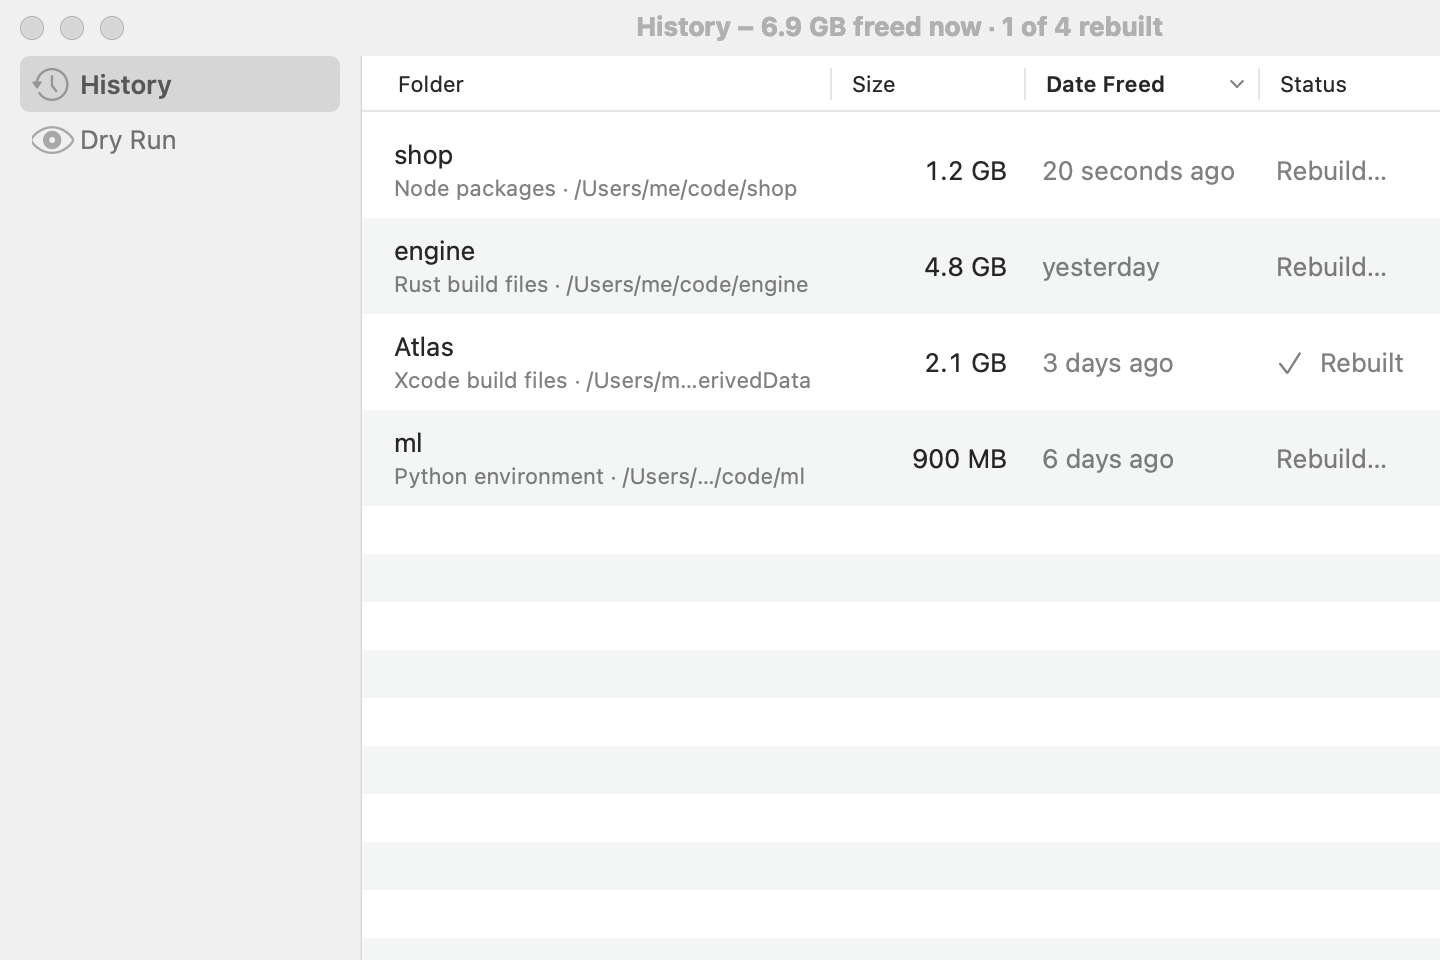 History – 6.9 GB freed now · 1 of 4 rebuilt
History
Dry Run
Folder Size Date Freed Status
shop
Node packages · /Users/me/code/shop
1.2 GB 20 seconds ago Rebuild...
engine
Rust build files · /Users/me/code/engine
4.8 GB yesterday Rebuild...
Atlas
Xcode build files · /Users/m...erivedData
2.1 GB 3 days ago ✓ Rebuilt
ml
Python environment · /Users/.../code/ml
900 MB 6 days ago Rebuild...